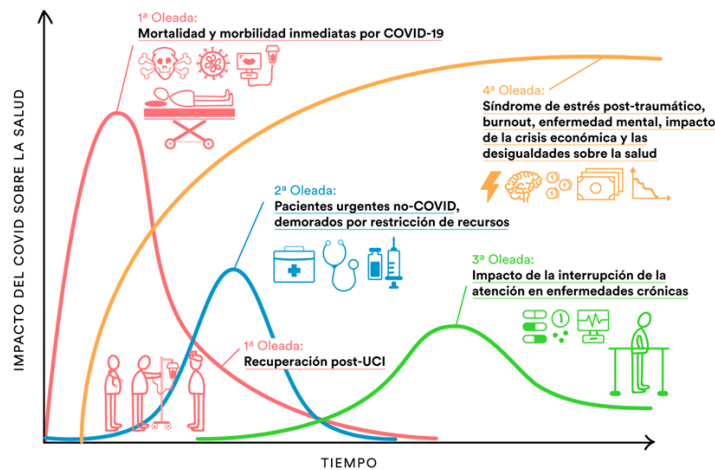 1ª Oleada:
Mortalidad y morbilidad inmediatas por COVID-19
4ª Oleada:
Síndrome de estrés post-traumático,
burnout, enfermedad mental, impacto
de la crisis económica y las
desigualdades sobre la salud
2ª Oleada:
Pacientes urgentes no-COVID,
demorados por restricción de recursos
3ª Oleada:
Impacto de la interrupción de la
atención en enfermedades crónicas
1ª Oleada:
Recuperación post-UCI
IMPACTO DEL COVID SOBRE LA SALUD
TIEMPO